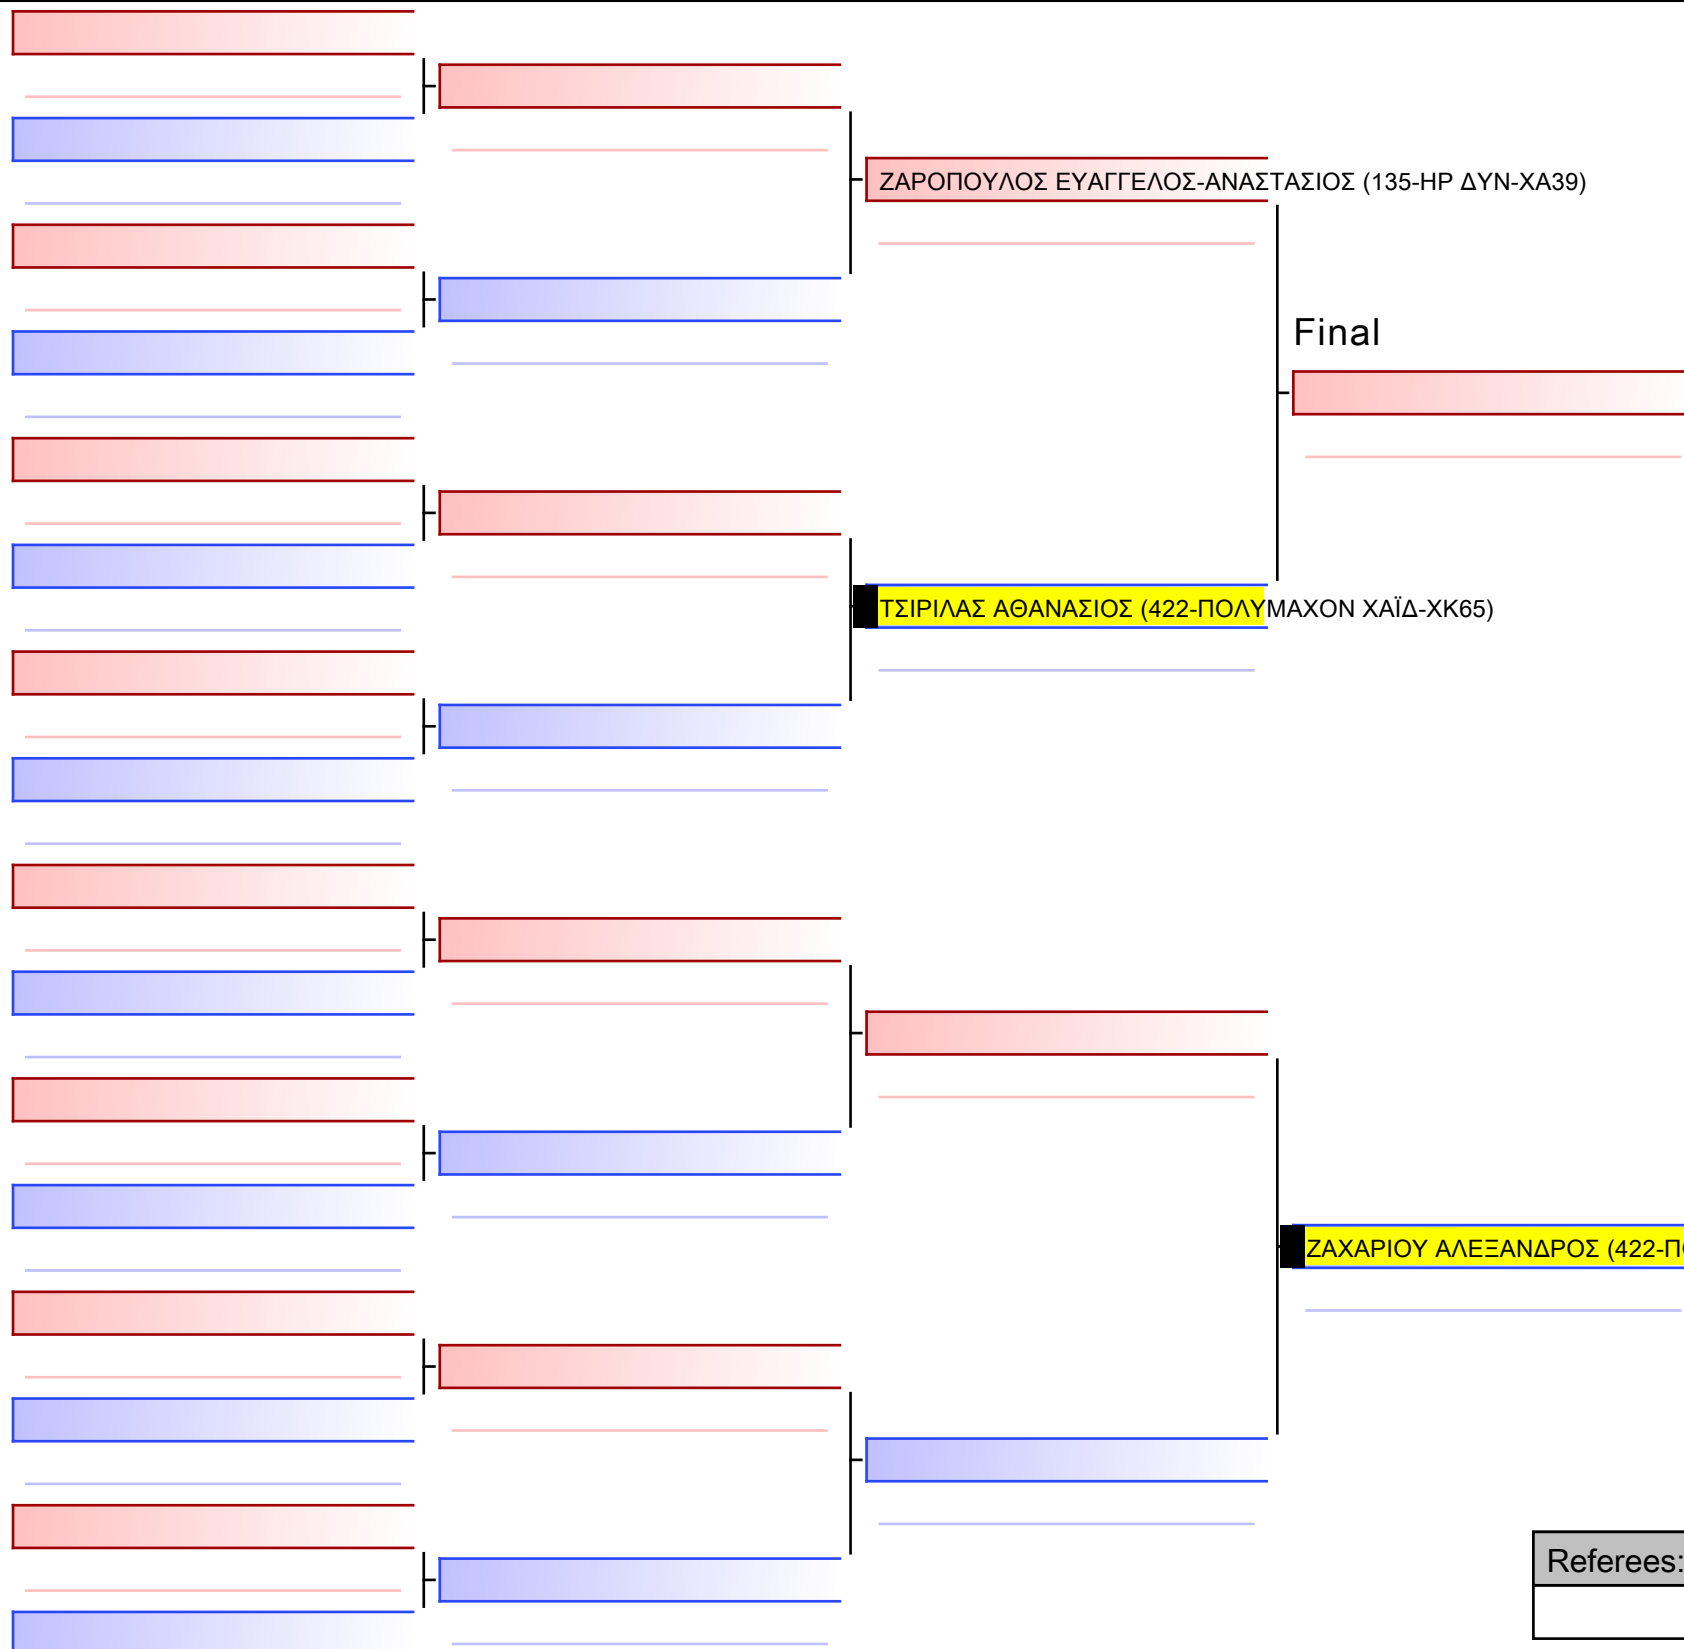 ΖΑΡΟΠΟΥΛΟΣ ΕΥΑΓΓΕΛΟΣ-ΑΝΑΣΤΑΣΙΟΣ (135-ΗΡ ΔΥΝ-ΧΑ39)
Final
ΤΣΙΡΙΛΑΣ ΑΘΑΝΑΣΙΟΣ (422-ΠΟΛΥΜΑΧΟΝ ΧΑΪΔ-ΧΚ65)
ΖΑΧΑΡΙΟΥ ΑΛΕΞΑΝΔΡΟΣ (422-Π
Referees: